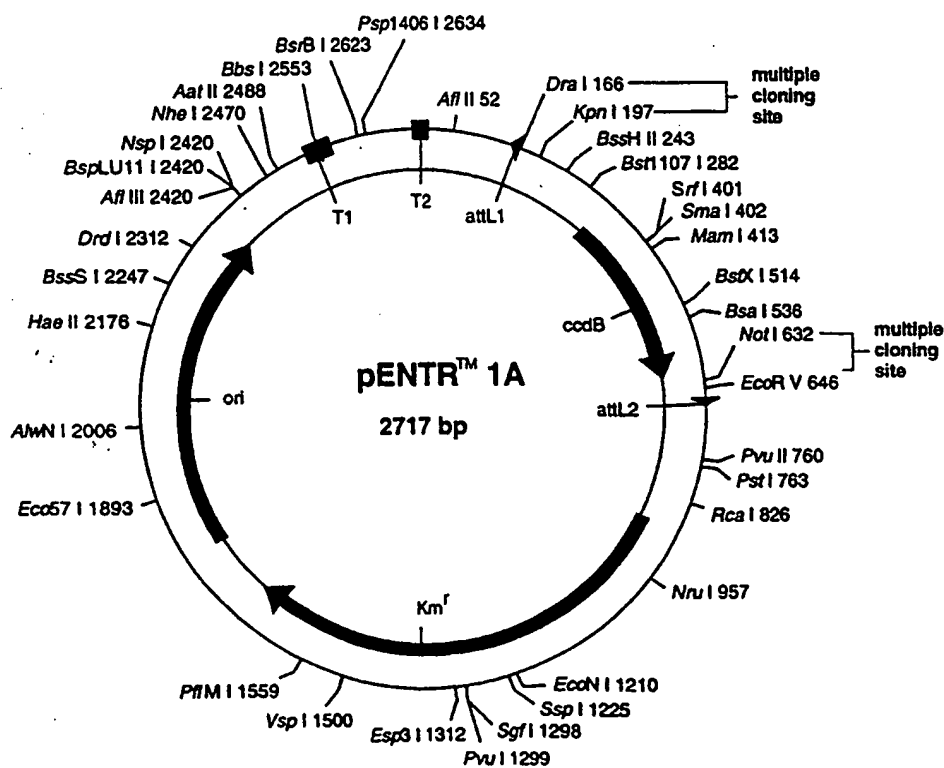 Psp1406 I 2634
BsrB I 2623
Bbs I 2553
Aat II 2488
Nhe I 2470
Nsp I 2420
BspLU11 I 2420
Afl III 2420
Drd I 2312
BssS I 2247
Hae II 2176
AlwN I 2006
Eco57 I 1893
Afl II 52
Dra I 166
Kpn I 197
multiple
cloning
site
BssH II 243
Bst1107 I 282
Srf I 401
Sma I 402
Mam I 413
BstX I 514
Bsa I 536
Not I 632
EcoR V 646
multiple
cloning
site
Pvu II 760
Pst I 763
Rca I 826
Nru I 957
T1
T2
attL1
ccdB
attL2
ori
pENTR™ 1A
2717 bp
Kmr
PflM I 1559
Vsp I 1500
Esp3 I 1312
Pvu I 1299
Sgf I 1298
Ssp I 1225
EcoN I 1210